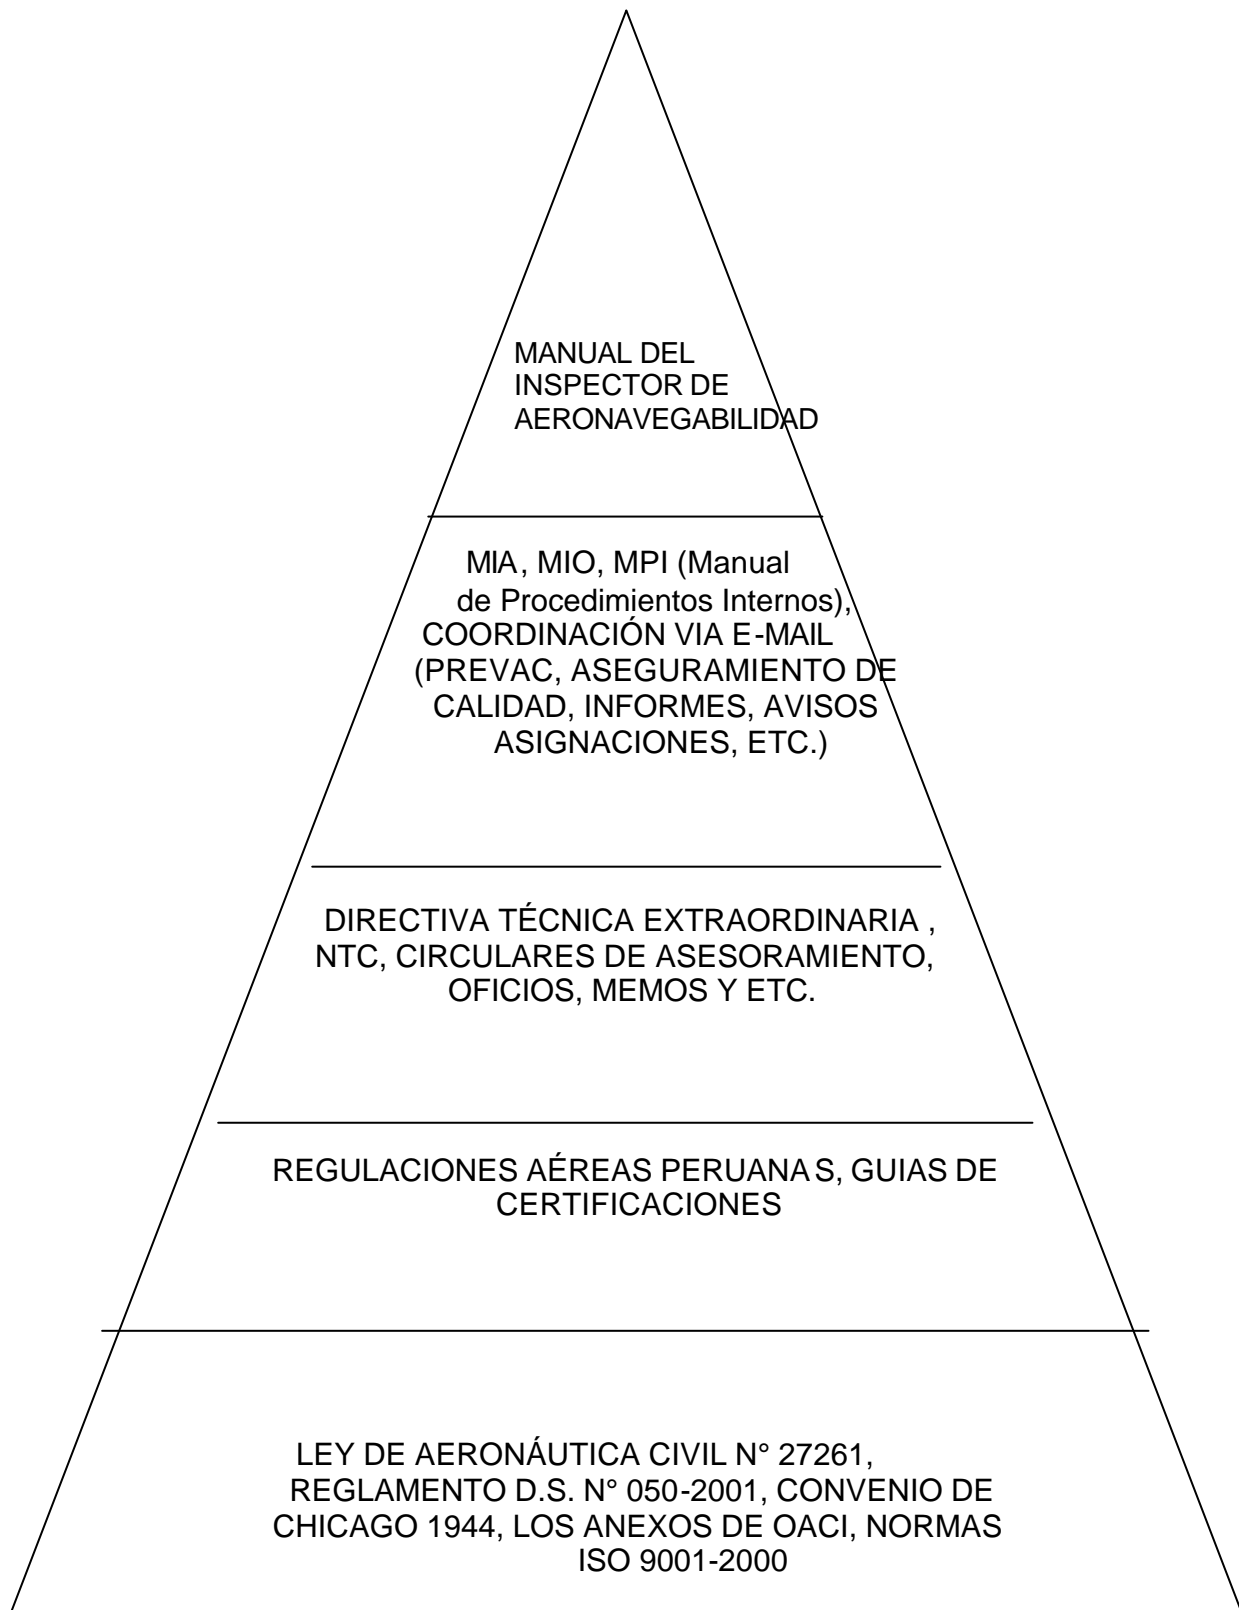 MANUAL DEL
INSPECTOR DE
AERONAVEGABILIDAD
MIA, MIO, MPI (Manual
de Procedimientos Internos),
COORDINACIÓN VIA E-MAIL
(PREVAC, ASEGURAMIENTO DE
CALIDAD, INFORMES, AVISOS
ASIGNACIONES, ETC.)
DIRECTIVA TÉCNICA EXTRAORDINARIA ,
NTC, CIRCULARES DE ASESORAMIENTO,
OFICIOS, MEMOS Y ETC.
REGULACIONES AÉREAS PERUANAS, GUIAS DE
CERTIFICACIONES
LEY DE AERONÁUTICA CIVIL N° 27261,
REGLAMENTO D.S. N° 050-2001, CONVENIO DE
CHICAGO 1944, LOS ANEXOS DE OACI, NORMAS
ISO 9001-2000